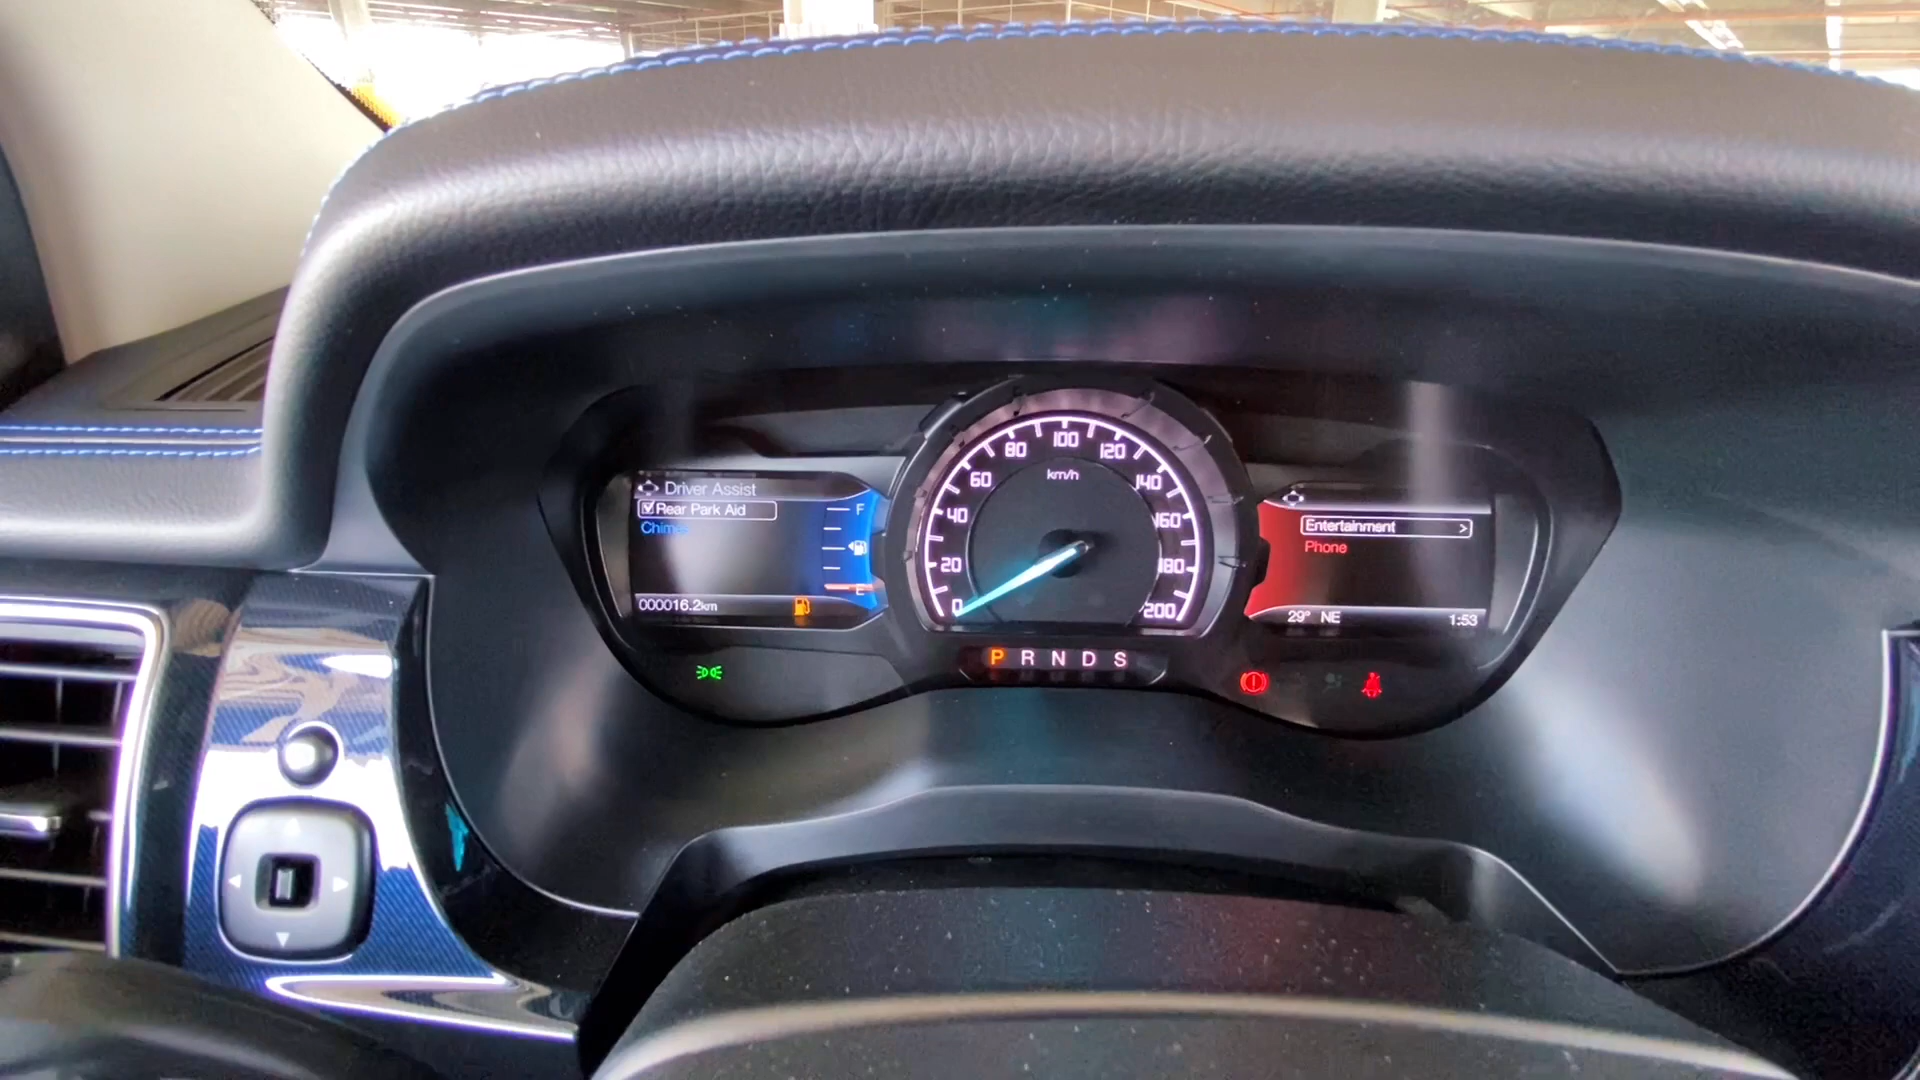 Driver Assist
Rear Park Aid
Chimes
F
E
000016.2km
0
20
40
60
80
100
120
140
160
180
200
km/h
P R N D S
Entertainment >
Phone
29° NE
1:53